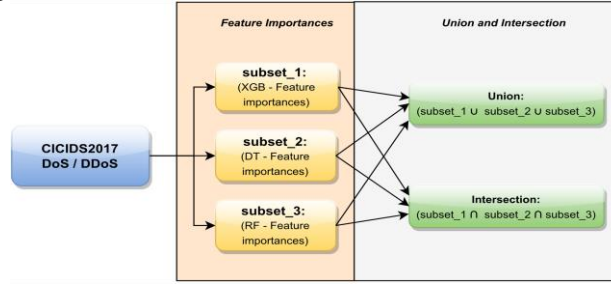 Feature Importances
Union and Intersection
CICIDS2017
DoS / DDoS
subset_1:
(XGB - Feature
importances)
subset_2:
(DT - Feature
importances)
subset_3:
(RF - Feature
importances)
Union:
(subset_1 ∪ subset_2 ∪ subset_3)
Intersection:
(subset_1 ∩ subset_2 ∩ subset_3)